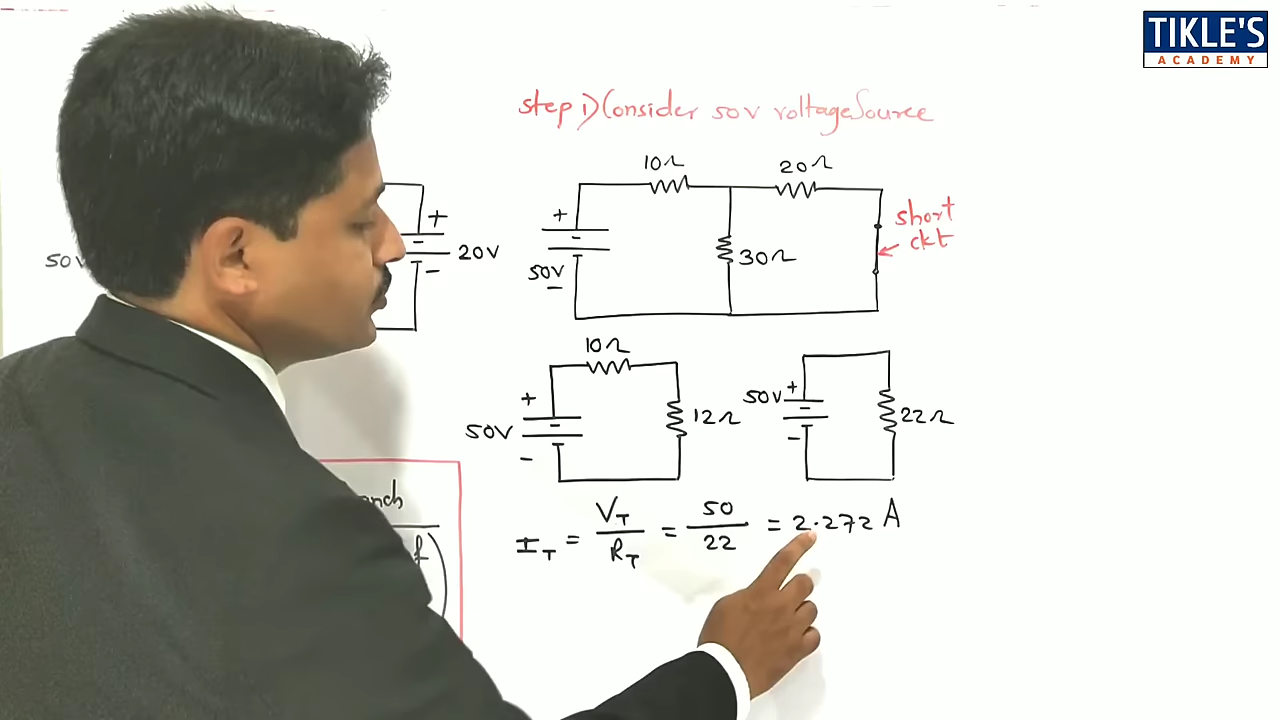 TIKLE'S
ACADEMY
step 1) Consider 50V voltage Source
10Ω
20Ω
+
+
short
ckt
50V
20V
30Ω
-
50V
-
10Ω
+
50V
+
12Ω
22Ω
50V
-
-
I_T = V_T / R_T = 50 / 22 = 2.272 A